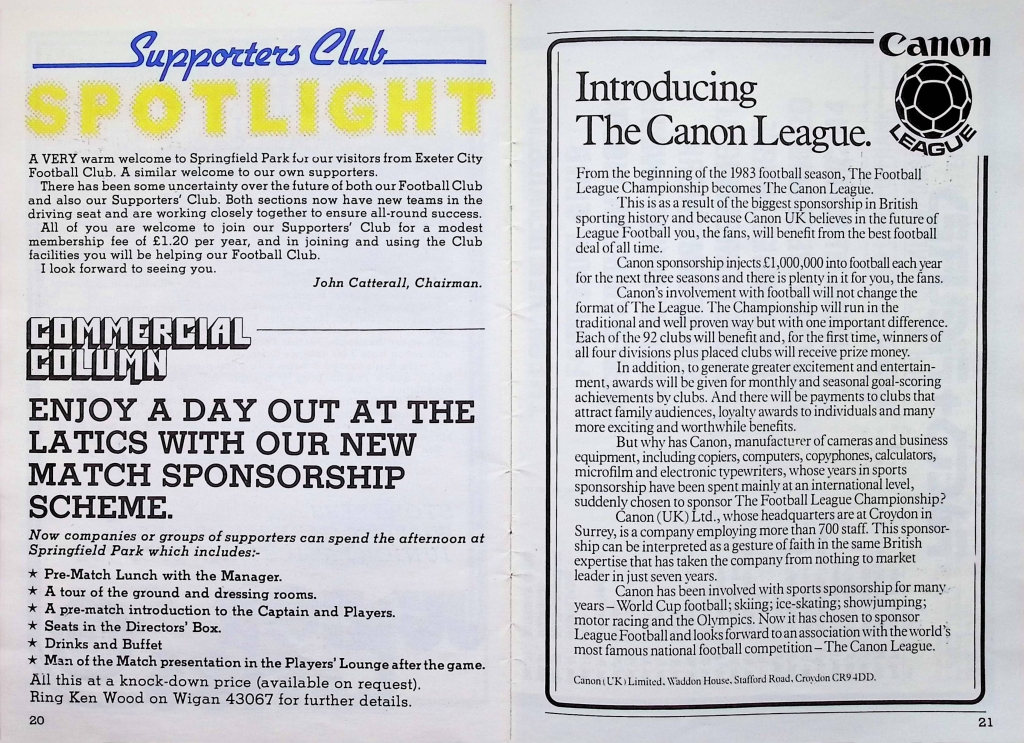 Supporters Club
SPOTLIGHT
A VERY warm welcome to Springfield Park for our visitors from Exeter City
Football Club. A similar welcome to our own supporters.
There has been some uncertainty over the future of both our Football Club
and also our Supporters' Club. Both sections now have new teams in the
driving seat and are working closely together to ensure all-round success.
All of you are welcome to join our Supporters' Club for a modest
membership fee of £1.20 per year, and in joining and using the Club
facilities you will be helping our Football Club.
I look forward to seeing you.
John Catterall, Chairman.
COMMERCIAL
COLUMN
ENJOY A DAY OUT AT THE
LATICS WITH OUR NEW
MATCH SPONSORSHIP
SCHEME.
Now companies or groups of supporters can spend the afternoon at
Springfield Park which includes:-
★ Pre-Match Lunch with the Manager.
★ A tour of the ground and dressing rooms.
★ A pre-match introduction to the Captain and Players.
★ Seats in the Directors' Box.
★ Drinks and Buffet
★ Man of the Match presentation in the Players' Lounge after the game.
All this at a knock-down price (available on request).
Ring Ken Wood on Wigan 43067 for further details.
20
Canon
LEAGUE
Introducing
The Canon League.
From the beginning of the 1983 football season, The Football
League Championship becomes The Canon League.
This is as a result of the biggest sponsorship in British
sporting history and because Canon UK believes in the future of
League Football you, the fans, will benefit from the best football
deal of all time.
Canon sponsorship injects £1,000,000 into football each year
for the next three seasons and there is plenty in it for you, the fans.
Canon's involvement with football will not change the
format of The League. The Championship will run in the
traditional and well proven way but with one important difference.
Each of the 92 clubs will benefit and, for the first time, winners of
all four divisions plus placed clubs will receive prize money.
In addition, to generate greater excitement and entertain-
ment, awards will be given for monthly and seasonal goal-scoring
achievements by clubs. And there will be payments to clubs that
attract family audiences, loyalty awards to individuals and many
more exciting and worthwhile benefits.
But why has Canon, manufacturer of cameras and business
equipment, including copiers, computers, copyphones, calculators,
microfilm and electronic typewriters, whose years in sports
sponsorship have been spent mainly at an international level,
suddenly chosen to sponsor The Football League Championship?
Canon (UK) Ltd., whose headquarters are at Croydon in
Surrey, is a company employing more than 700 staff. This sponsor-
ship can be interpreted as a gesture of faith in the same British
expertise that has taken the company from nothing to market
leader in just seven years.
Canon has been involved with sports sponsorship for many
years – World Cup football; skiing; ice-skating; showjumping;
motor racing and the Olympics. Now it has chosen to sponsor
League Football and looks forward to an association with the world's
most famous national football competition – The Canon League.
Canon (UK) Limited, Waddon House, Stafford Road, Croydon CR9 4DD.
21